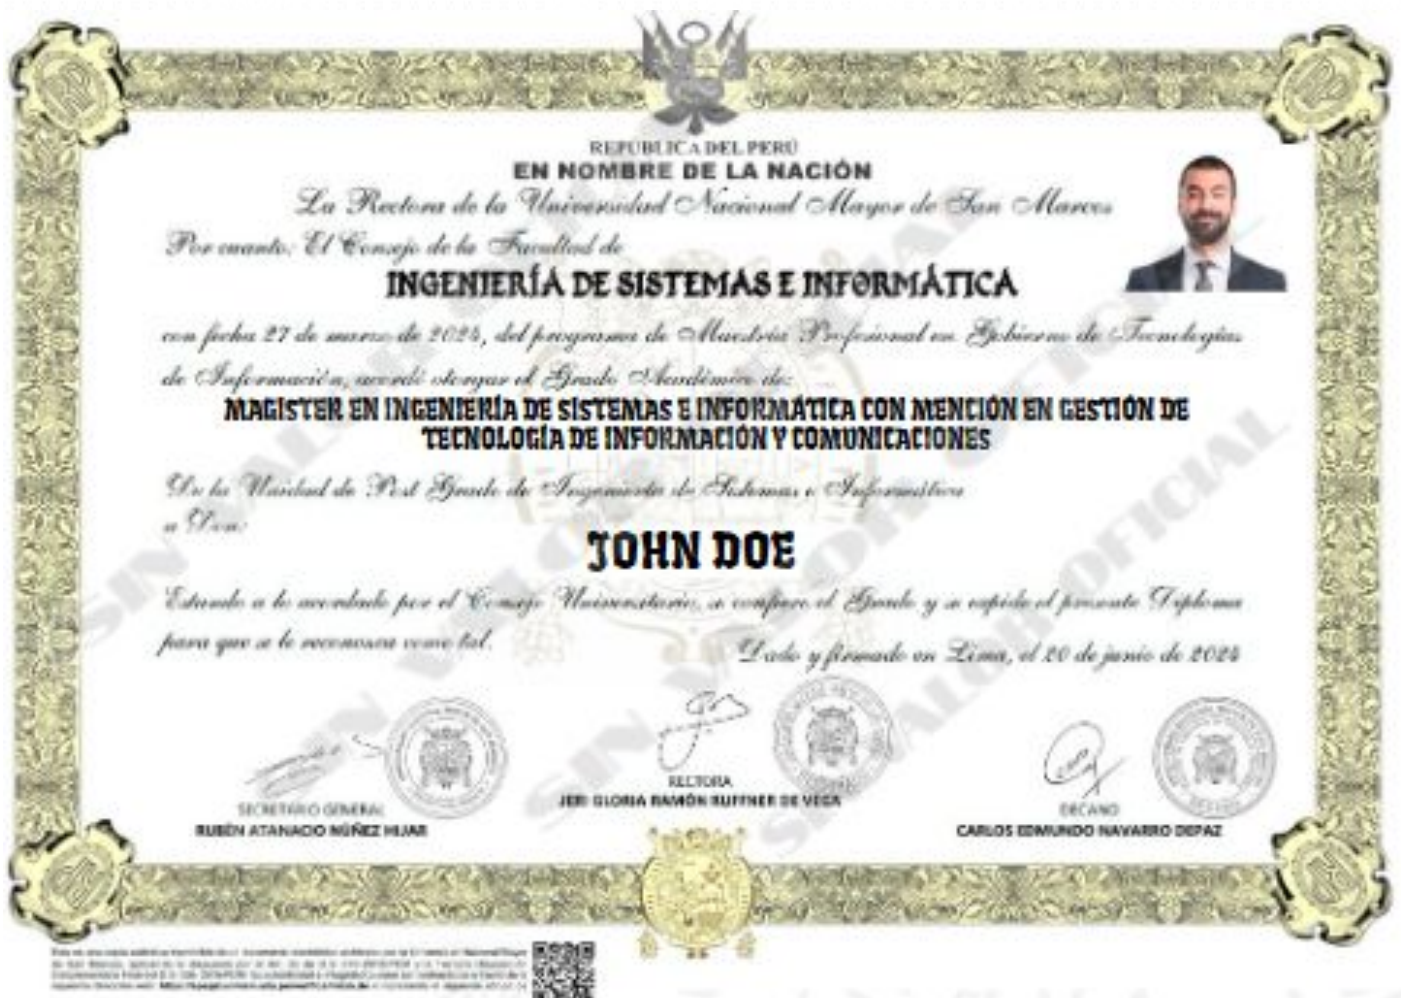 REPÚBLICA DEL PERÚ
EN NOMBRE DE LA NACIÓN
La Rectora de la Universidad Nacional Mayor de San Marcos
Por cuanto: El Consejo de la Facultad de
INGENIERÍA DE SISTEMAS E INFORMÁTICA
con fecha 27 de marzo de 2024, del programa de Maestría Profesional en Gobierno de Tecnologías
de Información, acordó otorgar el Grado Académico de:
MAGISTER EN INGENIERÍA DE SISTEMAS E INFORMÁTICA CON MENCIÓN EN GESTIÓN DE
TECNOLOGÍA DE INFORMACIÓN Y COMUNICACIONES
De la Unidad de Post Grado de Ingeniería de Sistemas e Informática
a Don:
JOHN DOE
Estando a lo acordado por el Consejo Universitario, se confiere el Grado y se expide el presente Diploma
para que se le reconozca como tal.
Dado y firmado en Lima, el 20 de junio de 2024
SECRETARIO GENERAL
RUBÉN ATANACIO NÚÑEZ HIJAR
RECTORA
JERI GLORIA RAMÓN RUFFNER DE VEGA
DECANO
CARLOS EDMUNDO NAVARRO DEPAZ
SIN VALOR OFICIAL
SIN VALOR OFICIAL
SIN VALOR OFICIAL